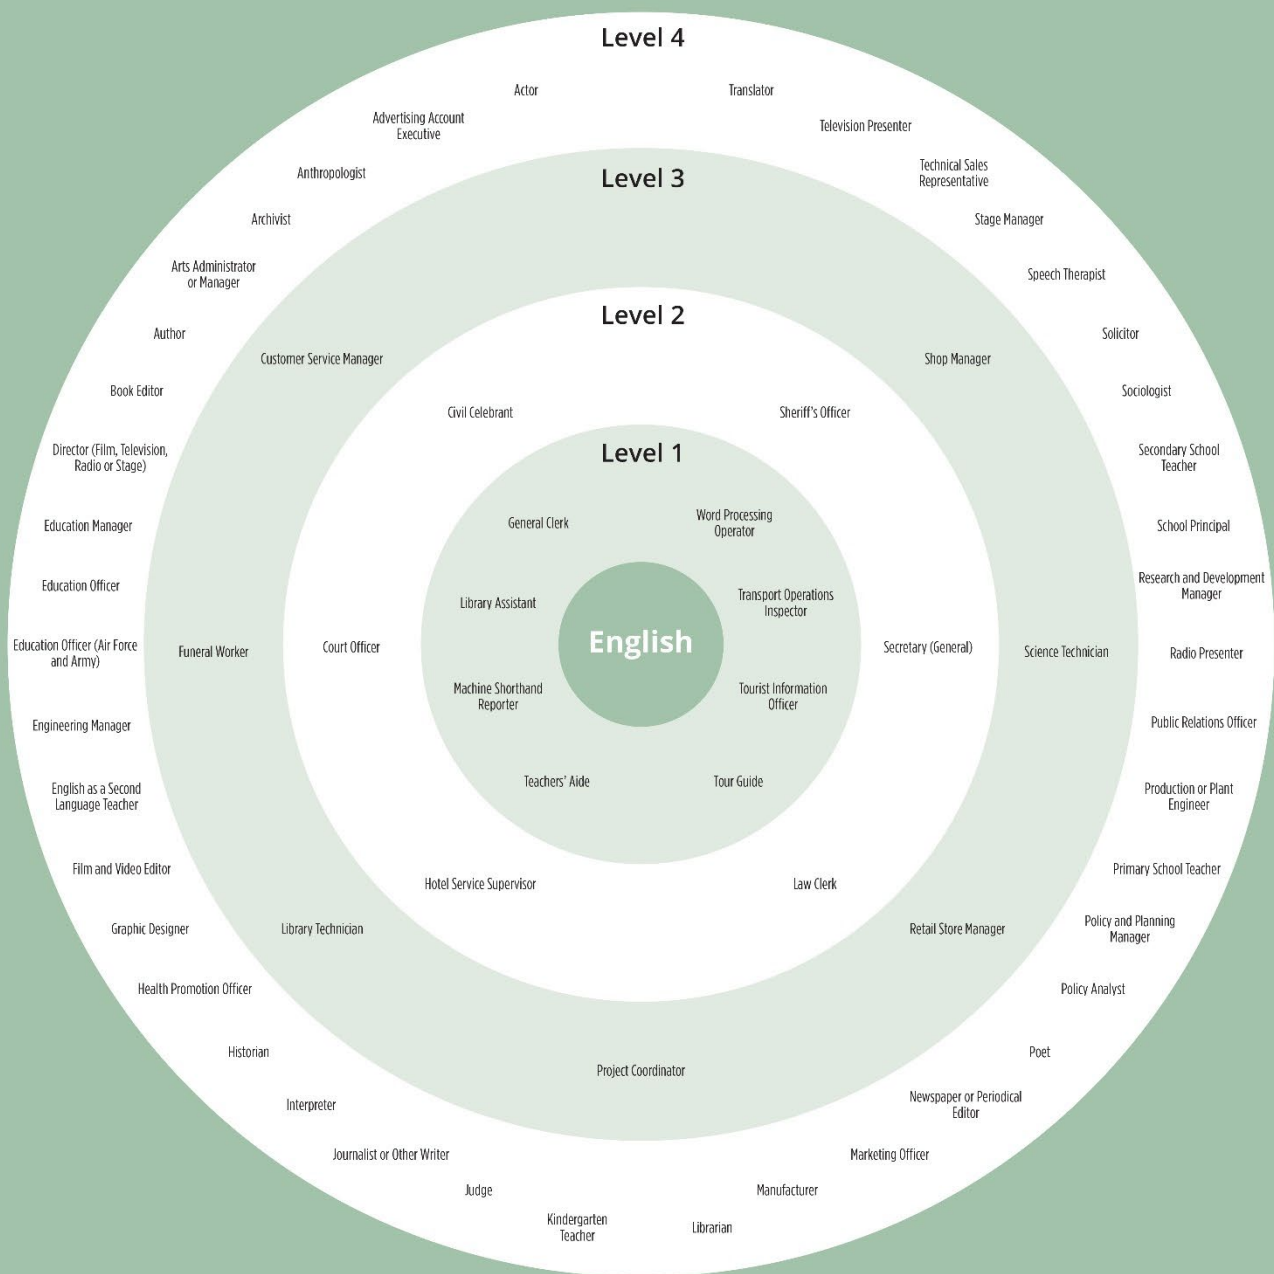 Level 4
Actor
Translator
Advertising Account
Executive
Television Presenter
Anthropologist
Technical Sales
Representative
Archivist
Stage Manager
Arts Administrator
or Manager
Speech Therapist
Author
Solicitor
Book Editor
Sociologist
Director (Film, Television,
Radio or Stage)
Secondary School
Teacher
Education Manager
School Principal
Education Officer
Research and Development
Manager
Education Officer (Air Force
and Army)
Radio Presenter
Engineering Manager
Public Relations Officer
English as a Second
Language Teacher
Production or Plant
Engineer
Film and Video Editor
Primary School Teacher
Graphic Designer
Policy and Planning
Manager
Health Promotion Officer
Policy Analyst
Historian
Poet
Interpreter
Newspaper or Periodical
Editor
Journalist or Other Writer
Marketing Officer
Judge
Manufacturer
Kindergarten
Teacher
Librarian
Level 3
Customer Service Manager
Shop Manager
Funeral Worker
Science Technician
Library Technician
Retail Store Manager
Project Coordinator
Level 2
Civil Celebrant
Sheriff's Officer
Court Officer
Secretary (General)
Hotel Service Supervisor
Law Clerk
Level 1
General Clerk
Word Processing
Operator
Library Assistant
Transport Operations
Inspector
Machine Shorthand
Reporter
Tourist Information
Officer
Teachers' Aide
Tour Guide
English